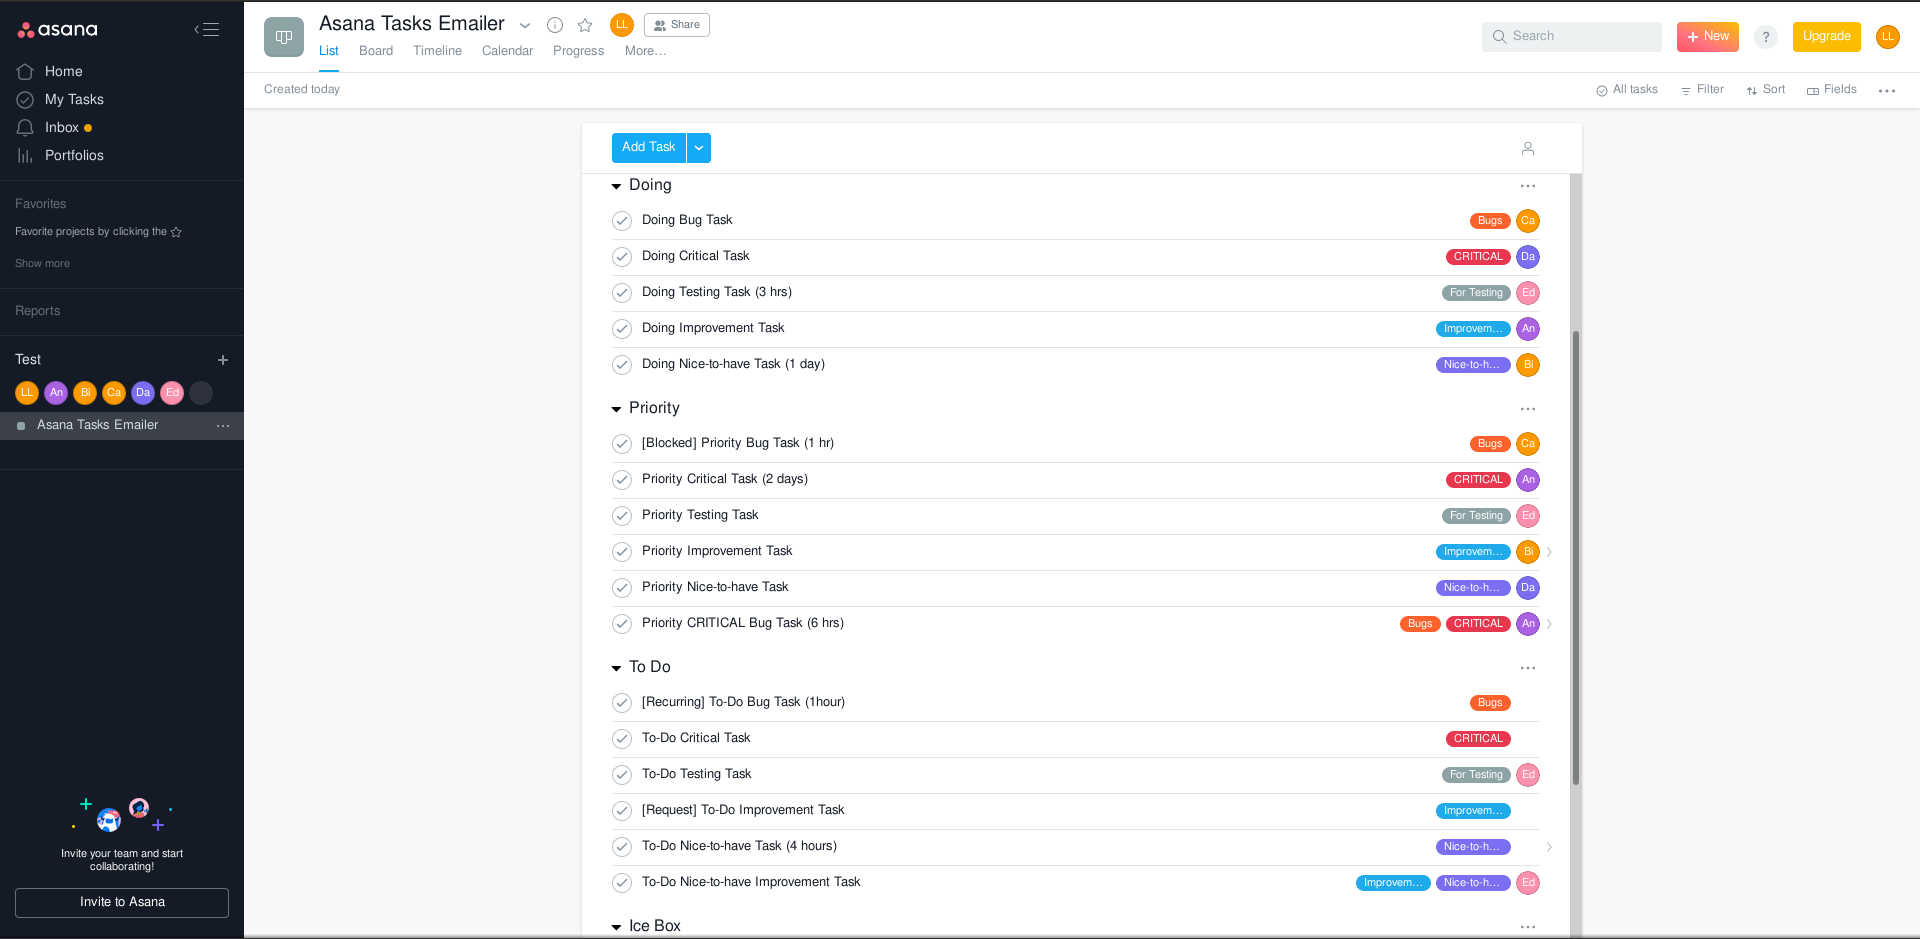 asana
Home
My Tasks
Inbox
Portfolios
Favorites
Favorite projects by clicking the
Show more
Reports
Test
LL An Bi Ca Da Ed
Asana Tasks Emailer
Invite your team and start
collaborating!
Invite to Asana
Asana Tasks Emailer
LL
Share
List Board Timeline Calendar Progress More...
Search
+ New
?
Upgrade
LL
Created today
All tasks Filter Sort Fields
Add Task
Doing
Doing Bug Task Bugs Ca
Doing Critical Task CRITICAL Da
Doing Testing Task (3 hrs) For Testing Ed
Doing Improvement Task Improvem... An
Doing Nice-to-have Task (1 day) Nice-to-h... Bi
Priority
[Blocked] Priority Bug Task (1 hr) Bugs Ca
Priority Critical Task (2 days) CRITICAL An
Priority Testing Task For Testing Ed
Priority Improvement Task Improvem... Bi
Priority Nice-to-have Task Nice-to-h... Da
Priority CRITICAL Bug Task (6 hrs) Bugs CRITICAL An
To Do
[Recurring] To-Do Bug Task (1hour) Bugs
To-Do Critical Task CRITICAL
To-Do Testing Task For Testing Ed
[Request] To-Do Improvement Task Improvem...
To-Do Nice-to-have Task (4 hours) Nice-to-h...
To-Do Nice-to-have Improvement Task Improvem... Nice-to-h... Ed
Ice Box